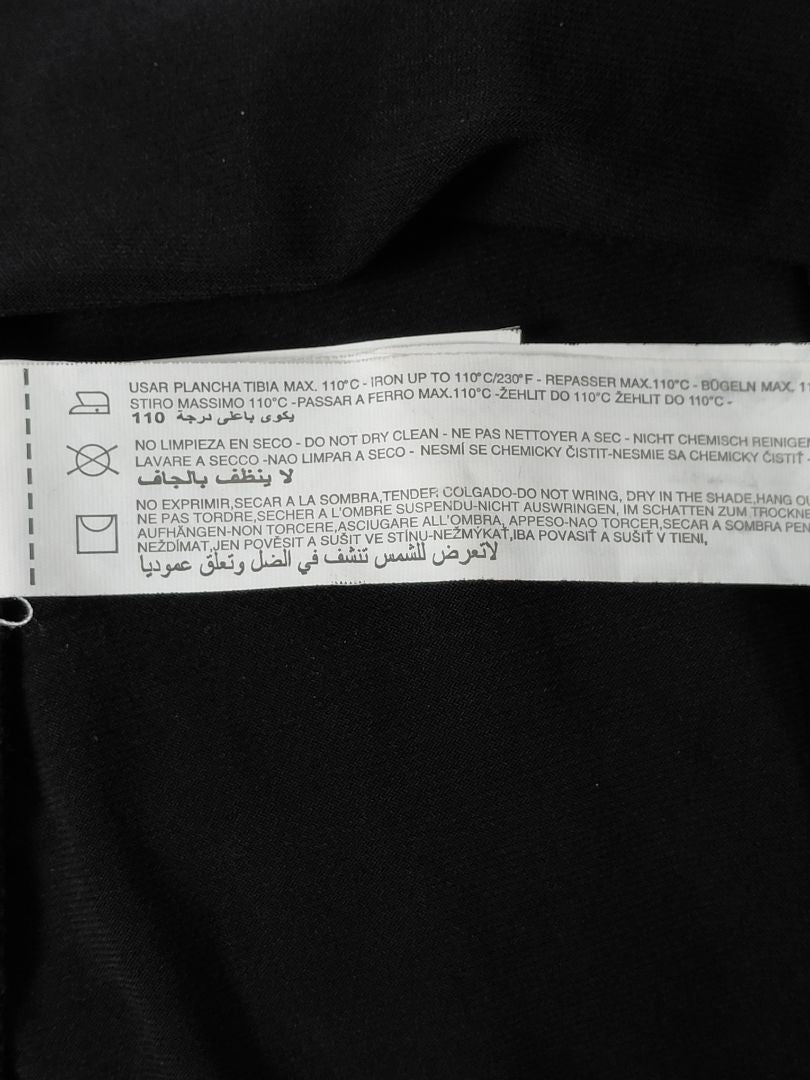 USAR PLANCHA TIBIA MAX. 110°C - IRON UP TO 110°C/230°F - REPASSER MAX.110°C - BÜGELN MAX. 11
STIRO MASSIMO 110°C -PASSAR A FERRO MAX.110°C -ŽEHLIT DO 110°C ŽEHLIT DO 110°C -
يكوى باعلى درجة 110
NO LIMPIEZA EN SECO - DO NOT DRY CLEAN - NE PAS NETTOYER A SEC - NICHT CHEMISCH REINIGEN
LAVARE A SECCO -NAO LIMPAR A SECO - NESMÍ SE CHEMICKY ČISTIT-NESMIE SA CHEMICKY ČISTIŤ -
لا ينظف بالجاف
NO EXPRIMIR,SECAR A LA SOMBRA,TENDER COLGADO-DO NOT WRING, DRY IN THE SHADE,HANG OU
NE PAS TORDRE,SECHER A L'OMBRE SUSPENDU-NICHT AUSWRINGEN, IM SCHATTEN ZUM TROCKNE
AUFHÄNGEN-NON TORCERE,ASCIUGARE ALL'OMBRA, APPESO-NAO TORCER,SECAR A SOMBRA PEN
NEŽDÍMAT,JEN POVĚSIT A SUŠIT VE STÍNU-NEŽMÝKAŤ,IBA POVASIŤ A SUŠIŤ V TIENI,
لاتعرض للشمس تنشف في الضل وتعلق عموديا